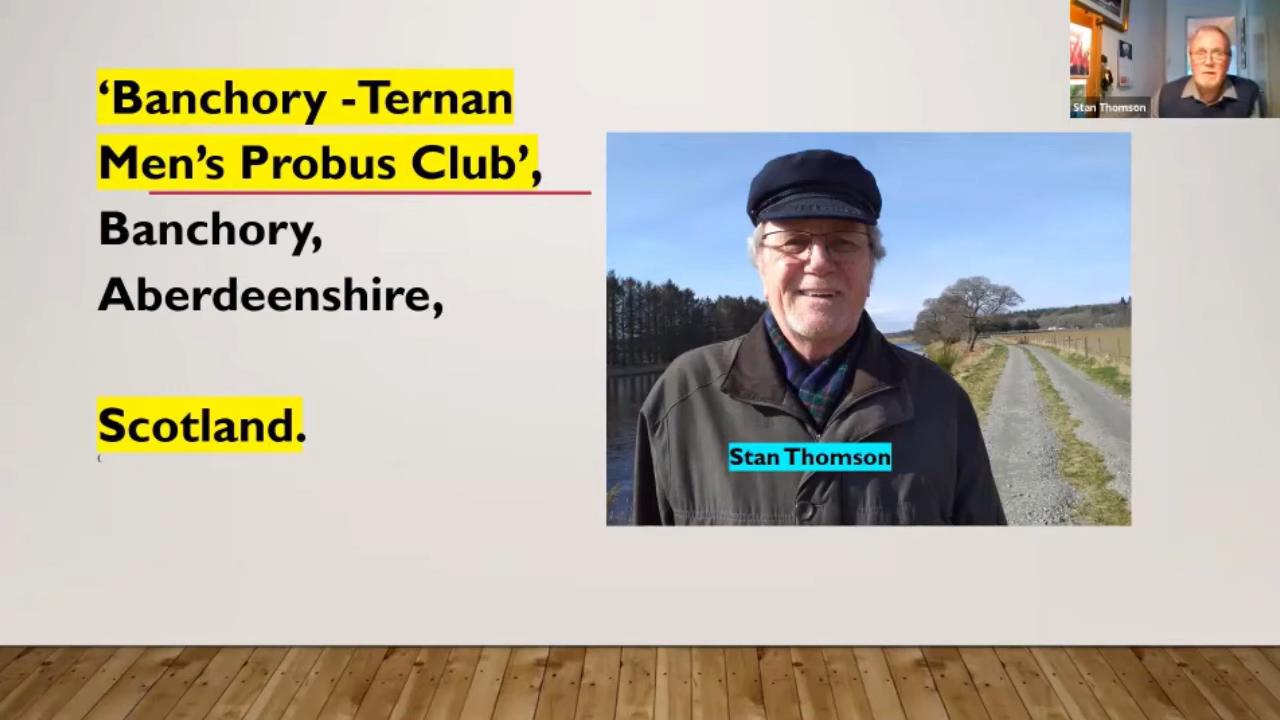 ‘Banchory -Ternan
Men’s Probus Club’,
Banchory,
Aberdeenshire,
Scotland.
(
Stan Thomson
Stan Thomson